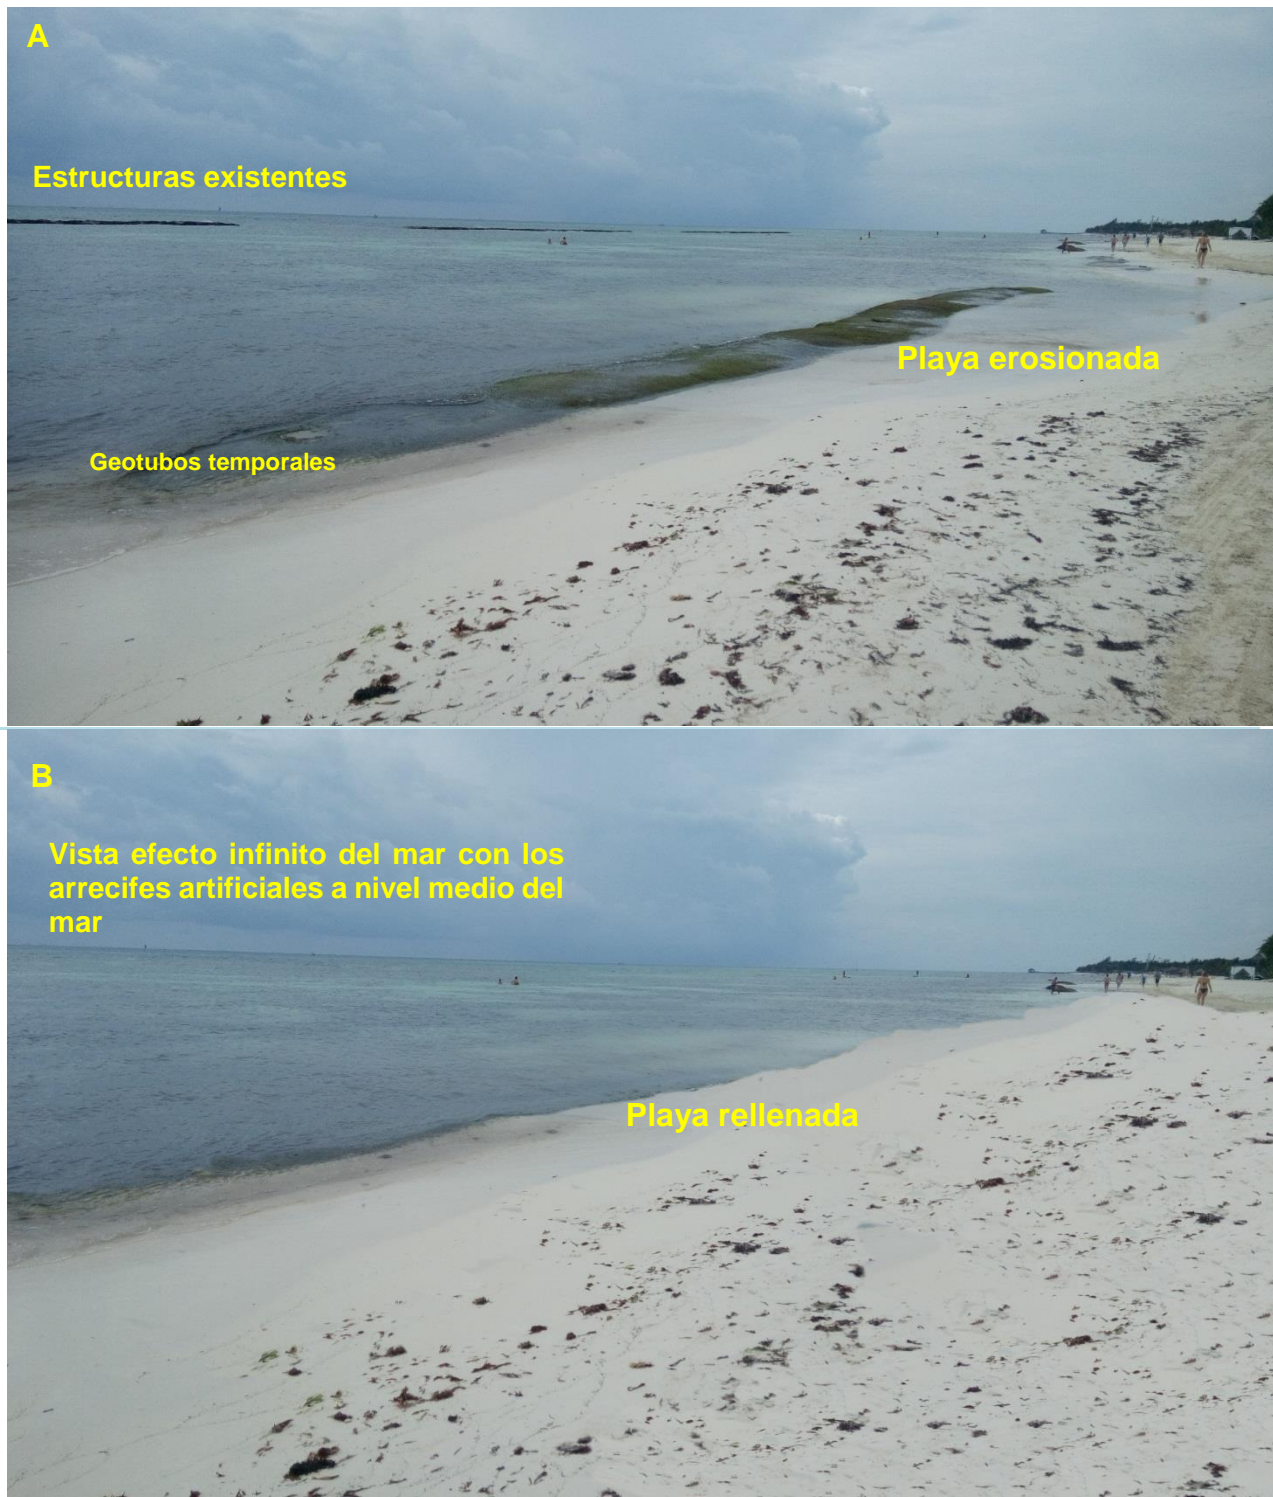 A
Estructuras existentes
Playa erosionada
Geotubos temporales
B
Vista efecto infinito del mar con los
arrecifes artificiales a nivel medio del
mar
Playa rellenada